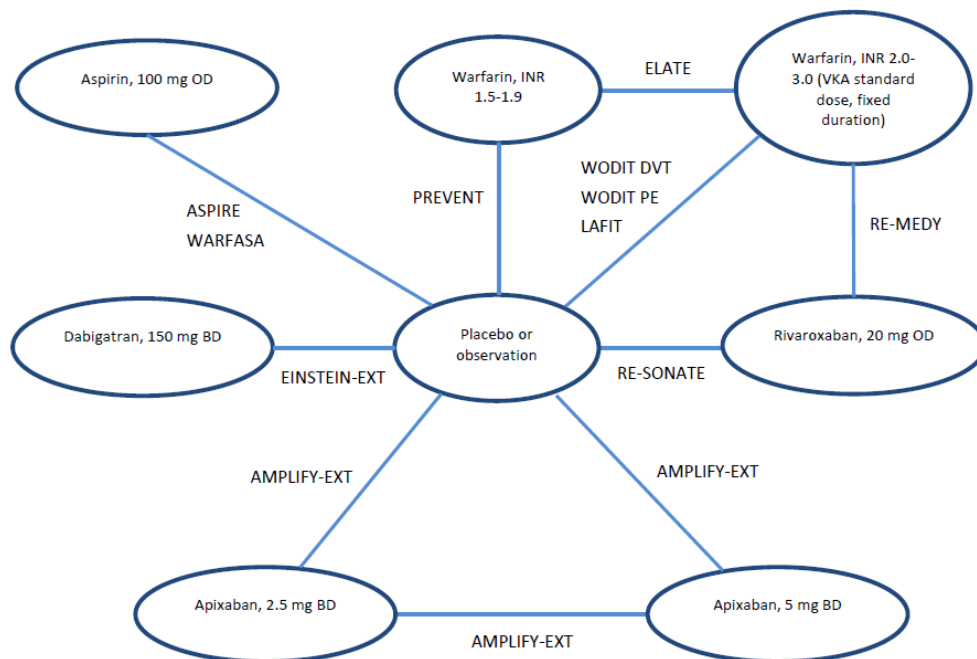 Aspirin, 100 mg OD
Warfarin, INR
1.5-1.9
ELATE
Warfarin, INR 2.0-
3.0 (VKA standard
dose, fixed
duration)
ASPIRE
WARFASA
PREVENT
WODIT DVT
WODIT PE
LAFIT
RE-MEDY
Dabigatran, 150 mg BD
EINSTEIN-EXT
Placebo or
observation
RE-SONATE
Rivaroxaban, 20 mg OD
AMPLIFY-EXT
AMPLIFY-EXT
Apixaban, 2.5 mg BD
AMPLIFY-EXT
Apixaban, 5 mg BD